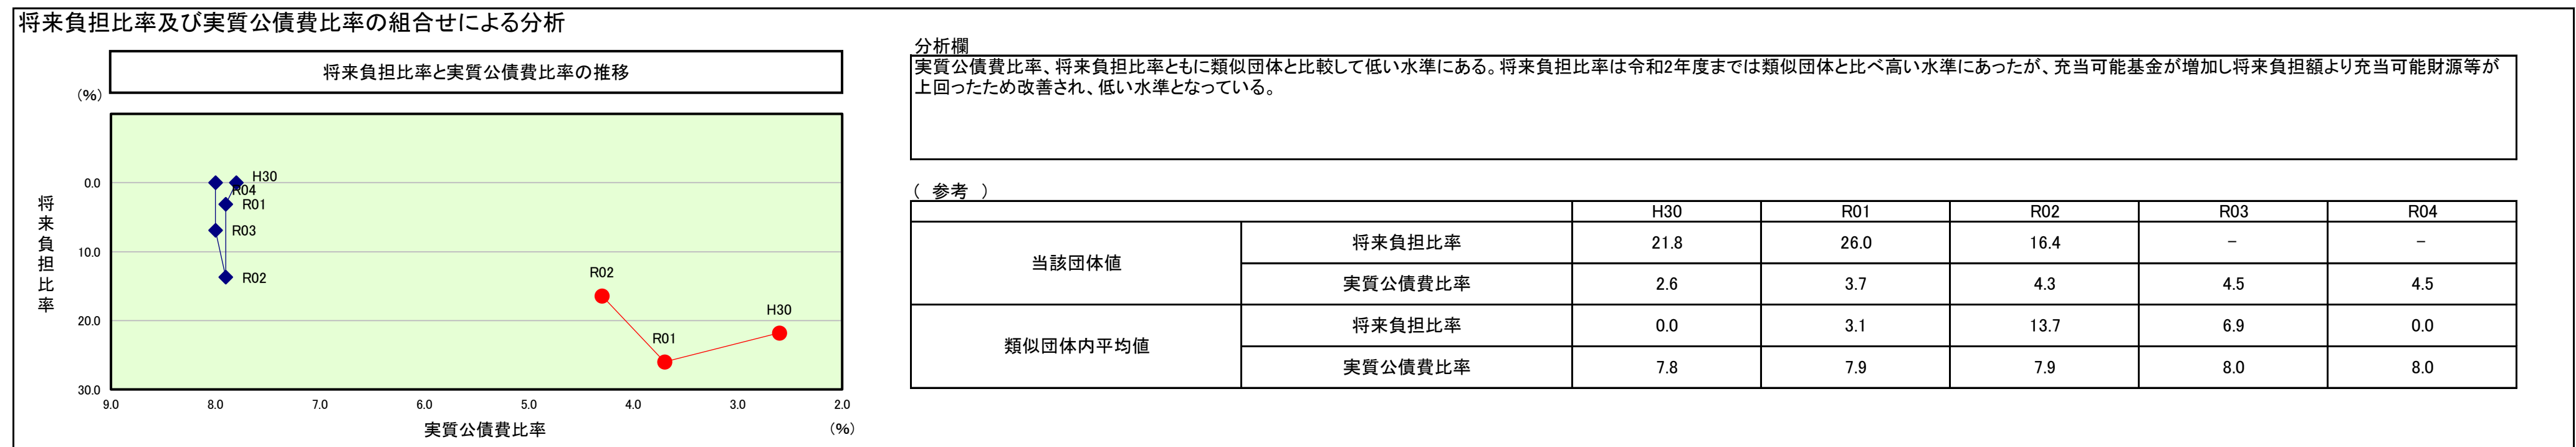 将来負担比率及び実質公債費比率の組合せによる分析
将来負担比率と実質公債費比率の推移
(%)
将来負担比率
0.0
10.0
20.0
30.0
H30
R04
R01
R03
R02
R02
R01
H30
9.0 8.0 7.0 6.0 5.0 4.0 3.0 2.0
実質公債費比率
(%)
分析欄
実質公債費比率、将来負担比率ともに類似団体と比較して低い水準にある。将来負担比率は令和2年度までは類似団体と比べ高い水準にあったが、充当可能基金が増加し将来負担額より充当可能財源等が
上回ったため改善され、低い水準となっている。
( 参考 )
H30 R01 R02 R03 R04
当該団体値
将来負担比率 21.8 26.0 16.4 － －
実質公債費比率 2.6 3.7 4.3 4.5 4.5
類似団体内平均値
将来負担比率 0.0 3.1 13.7 6.9 0.0
実質公債費比率 7.8 7.9 7.9 8.0 8.0